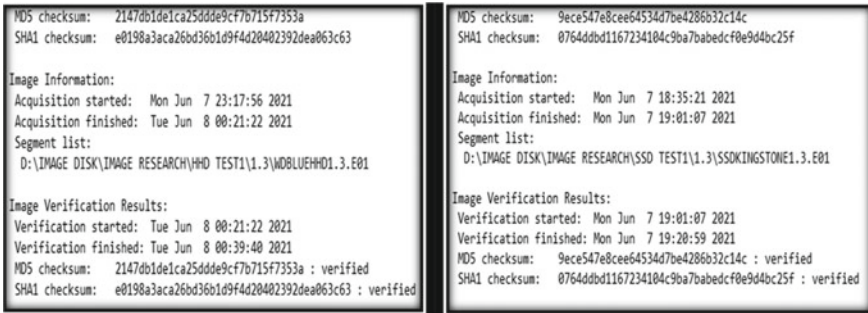 MD5 checksum:    2147db1de1ca25ddde9cf7b715f7353a
SHA1 checksum:   e0198a3aca26bd36b1d9f4d20402392dea063c63
Image Information:
Acquisition started:   Mon Jun  7 23:17:56 2021
Acquisition finished:  Tue Jun  8 00:21:22 2021
Segment list:
D:\IMAGE DISK\IMAGE RESEARCH\HHD TEST1\1.3\WDBLUEHHD1.3.E01
Image Verification Results:
Verification started:  Tue Jun  8 00:21:22 2021
Verification finished: Tue Jun  8 00:39:40 2021
MD5 checksum:    2147db1de1ca25ddde9cf7b715f7353a : verified
SHA1 checksum:   e0198a3aca26bd36b1d9f4d20402392dea063c63 : verified
MD5 checksum:    9ece547e8cee64534d7be4286b32c14c
SHA1 checksum:   0764ddbd1167234104c9ba7babedcf0e9d4bc25f
Image Information:
Acquisition started:   Mon Jun  7 18:35:21 2021
Acquisition finished:  Mon Jun  7 19:01:07 2021
Segment list:
D:\IMAGE DISK\IMAGE RESEARCH\SSD TEST1\1.3\SSDKINGSTONE1.3.E01
Image Verification Results:
Verification started:  Mon Jun  7 19:01:07 2021
Verification finished: Mon Jun  7 19:20:59 2021
MD5 checksum:    9ece547e8cee64534d7be4286b32c14c : verified
SHA1 checksum:   0764ddbd1167234104c9ba7babedcf0e9d4bc25f : verified